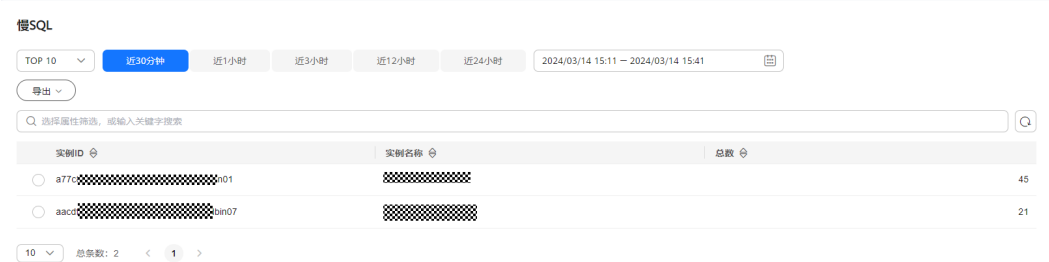 慢SQL
TOP 10 近30分钟 近1小时 近3小时 近12小时 近24小时 2024/03/14 15:11 — 2024/03/14 15:41
导出
选择属性筛选，或输入关键字搜索
实例ID 实例名称 总数
a77c n01 45
aacd bin07 21
10 总条数：2 < 1 >